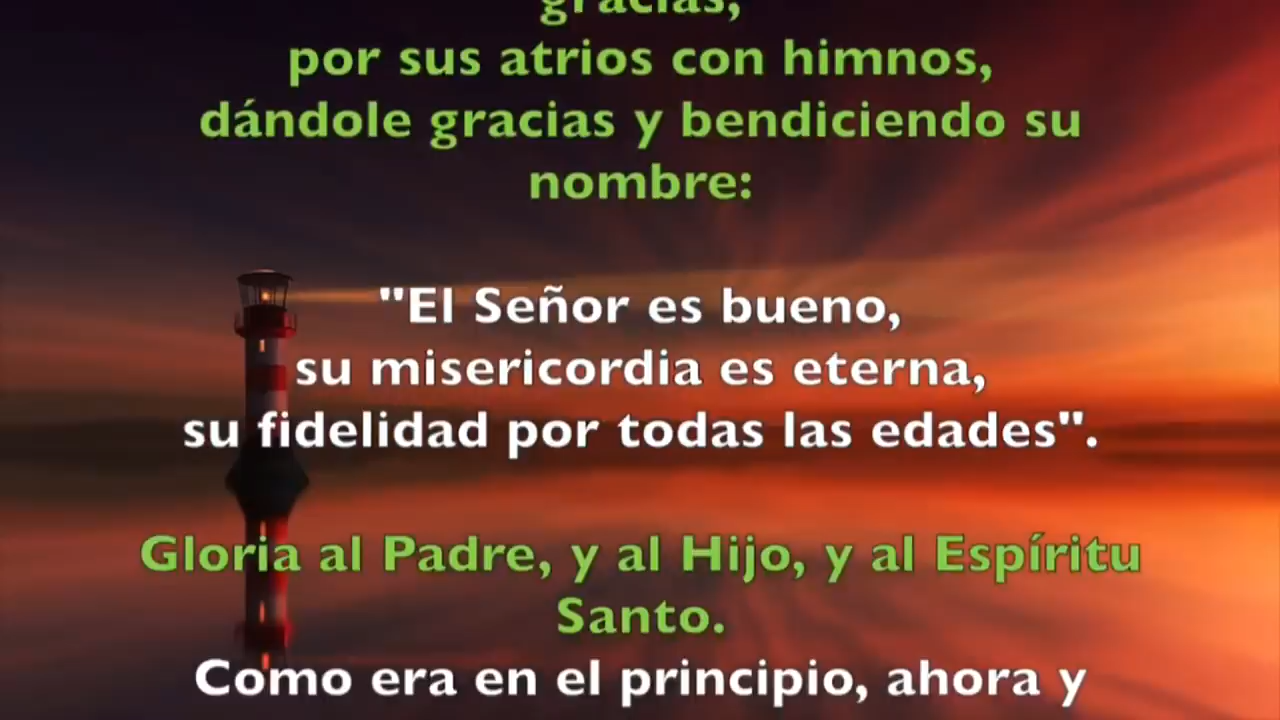 gracias,
por sus atrios con himnos,
dándole gracias y bendiciendo su
nombre:
"El Señor es bueno,
su misericordia es eterna,
su fidelidad por todas las edades".
Gloria al Padre, y al Hijo, y al Espíritu
Santo.
Como era en el principio, ahora y